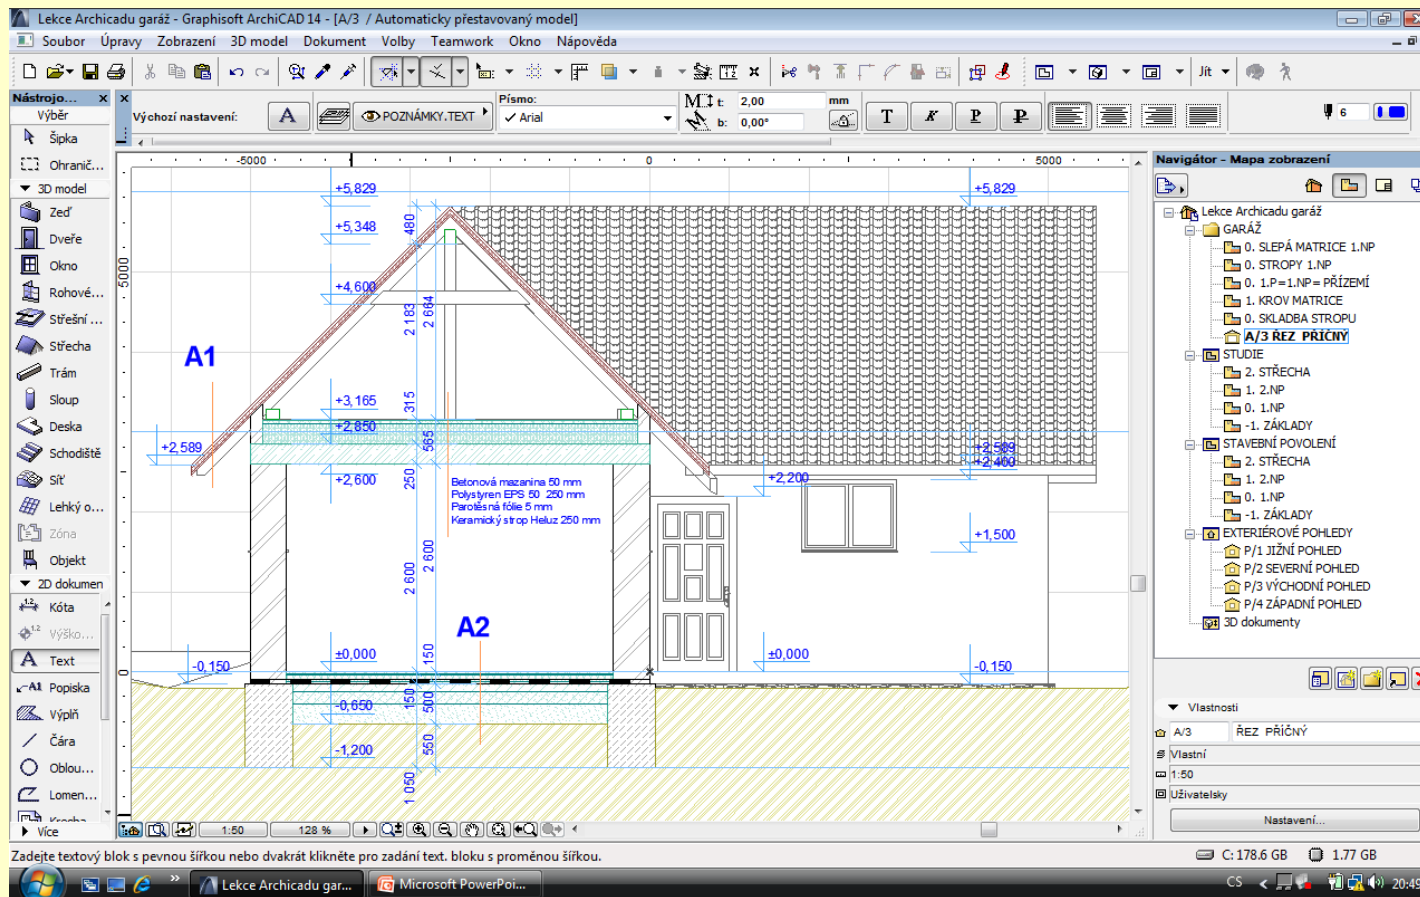 Lekce Archicadu garáž - Graphisoft ArchiCAD 14 - [A/3 / Automaticky přestavovaný model]
Soubor Úpravy Zobrazení 3D model Dokument Volby Teamwork Okno Nápověda
Jít
Nástrojo...
Výběr
Šipka
Ohranič...
3D model
Zeď
Dveře
Okno
Rohové...
Střešní ...
Střecha
Trám
Sloup
Deska
Schodiště
Síť
Lehký o...
Zóna
Objekt
2D dokumen
Kóta
Výško...
Text
Popiska
Výplň
Čára
Oblou...
Lomen...
Více
Výchozí nastavení:
POZNÁMKY.TEXT
Písmo:
Arial
t: 2,00 mm
b: 0,00°
6
-5000 0 5000
5000
0
+5,829
+5,348
+4,600
+3,165
+2,850
+2,589
+2,600
±0,000
-0,150
-0,650
-1,200
480
2 183
2 664
315
565
250
2 600
2 600
150
150
500
550
1 050
A1
A2
Betonová mazanina 50 mm
Polystyren EPS 50 250 mm
Parotěsná fólie 5 mm
Keramický strop Heluz 250 mm
+5,829
+2,589
+2,400
+2,200
+1,500
±0,000
-0,150
1:50 128 %
Navigátor - Mapa zobrazení
Lekce Archicadu garáž
GARÁŽ
0. SLEPÁ MATRICE 1.NP
0. STROPY 1.NP
0. 1.P=1.NP= PŘÍZEMÍ
1. KROV MATRICE
0. SKLADBA STROPU
A/3 ŘEZ PŘÍČNÝ
STUDIE
2. STŘECHA
1. 2.NP
0. 1.NP
-1. ZÁKLADY
STAVEBNÍ POVOLENÍ
2. STŘECHA
1. 2.NP
0. 1.NP
-1. ZÁKLADY
EXTERIÉROVÉ POHLEDY
P/1 JIŽNÍ POHLED
P/2 SEVERNÍ POHLED
P/3 VÝCHODNÍ POHLED
P/4 ZÁPADNÍ POHLED
3D dokumenty
Vlastnosti
A/3 ŘEZ PŘÍČNÝ
Vlastní
1:50
Uživatelsky
Nastavení...
Zadejte textový blok s pevnou šířkou nebo dvakrát klikněte pro zadání text. bloku s proměnou šířkou.
C: 178.6 GB 1.77 GB
Lekce Archicadu gar...
Microsoft PowerPoi...
CS
20:49